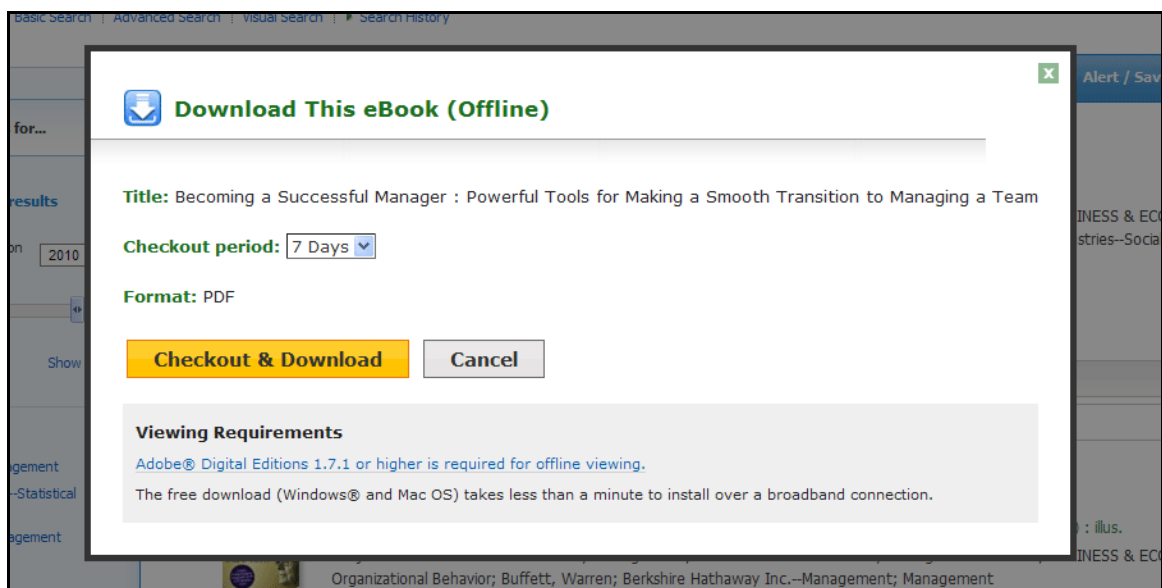 Basic Search | Advanced Search | Visual Search | Search History
Alert / Sav
for...
Download This eBook (Offline)
x
Title: Becoming a Successful Manager : Powerful Tools for Making a Smooth Transition to Managing a Team
results
INESS & ECO
Checkout period: 7 Days
on 2010
stries--Socia
Format: PDF
Show
Checkout & Download Cancel
Viewing Requirements
Adobe® Digital Editions 1.7.1 or higher is required for offline viewing.
agement
The free download (Windows® and Mac OS) takes less than a minute to install over a broadband connection.
--Statistical
agement
) : illus.
INESS & ECO
Organizational Behavior; Buffett, Warren; Berkshire Hathaway Inc.--Management; Management